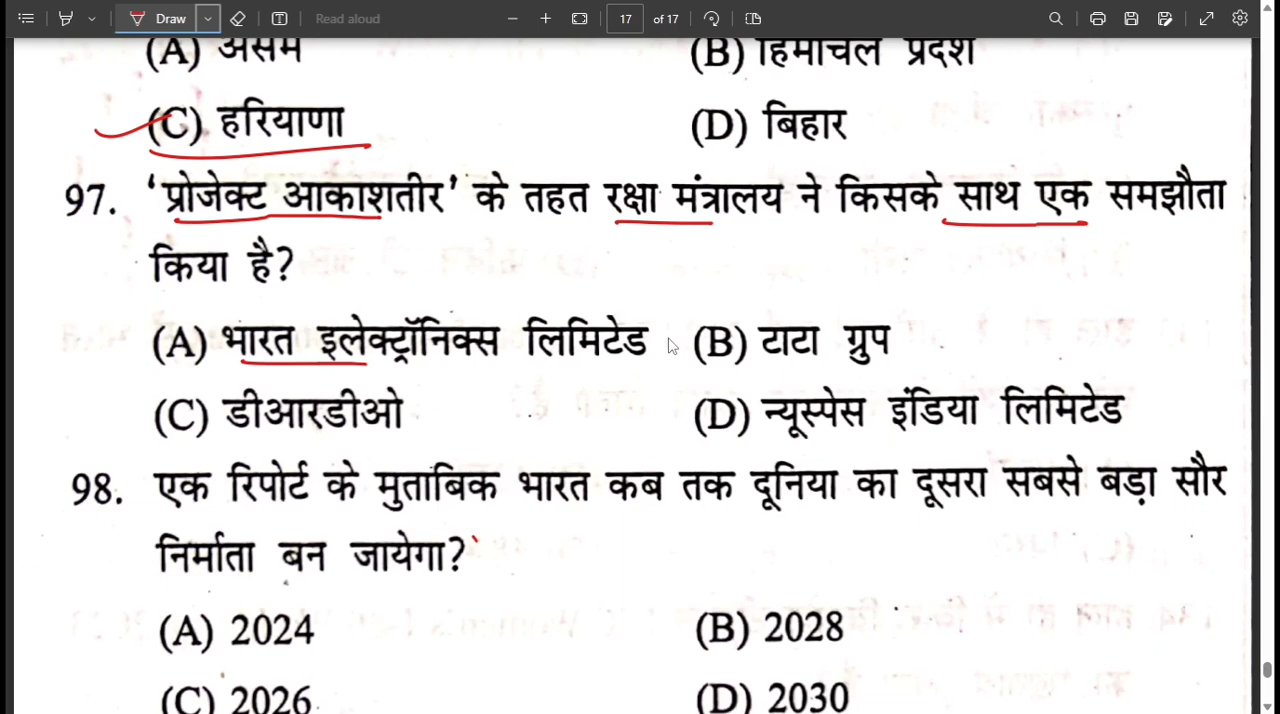 Draw
Read aloud
17 of 17
(A) असम (B) हिमाचल प्रदेश
(C) हरियाणा (D) बिहार
97. 'प्रोजेक्ट आकाशतीर' के तहत रक्षा मंत्रालय ने किसके साथ एक समझौता
किया है?
(A) भारत इलेक्ट्रॉनिक्स लिमिटेड (B) टाटा ग्रुप
(C) डीआरडीओ (D) न्यूस्पेस इंडिया लिमिटेड
98. एक रिपोर्ट के मुताबिक भारत कब तक दूनिया का दूसरा सबसे बड़ा सौर
निर्माता बन जायेगा?
(A) 2024 (B) 2028
(C) 2026 (D) 2030